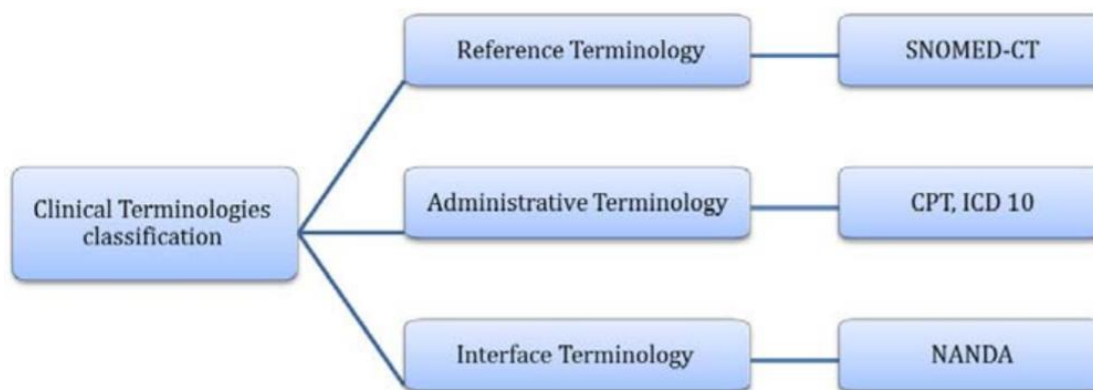 Reference Terminology
SNOMED-CT
Clinical Terminologies
classification
Administrative Terminology
CPT, ICD 10
Interface Terminology
NANDA